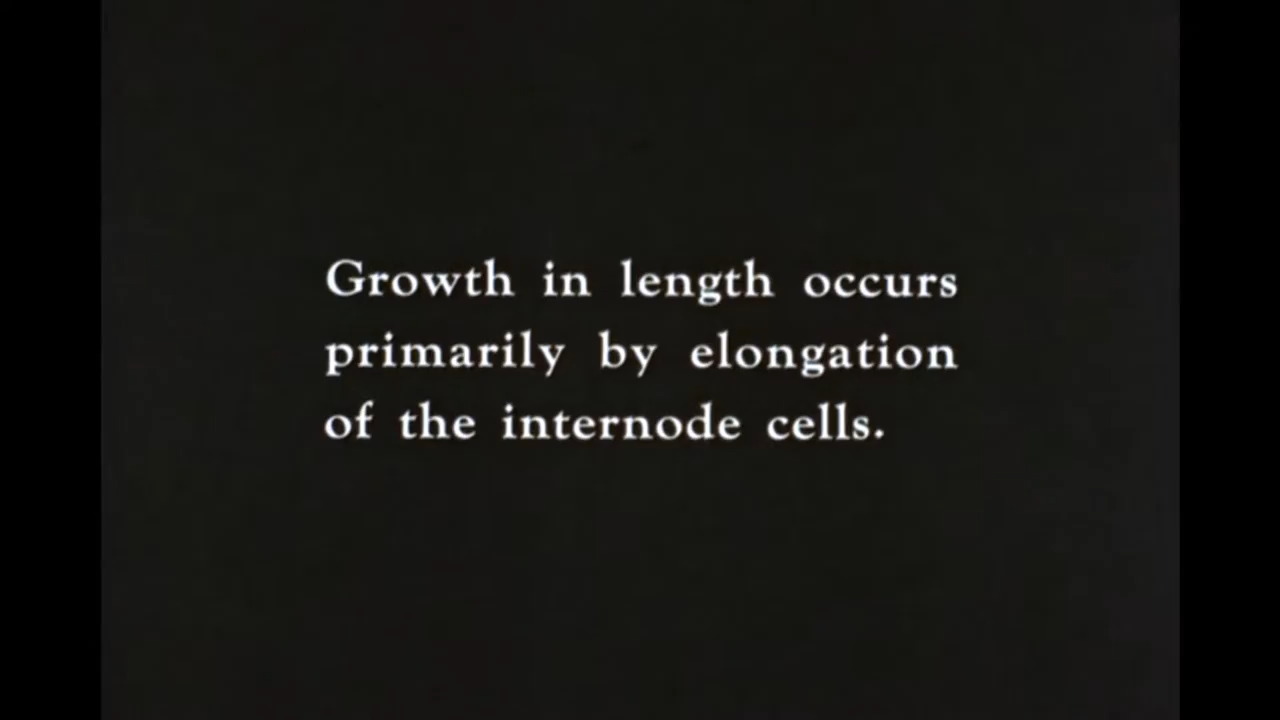 Growth in length occurs
primarily by elongation
of the internode cells.